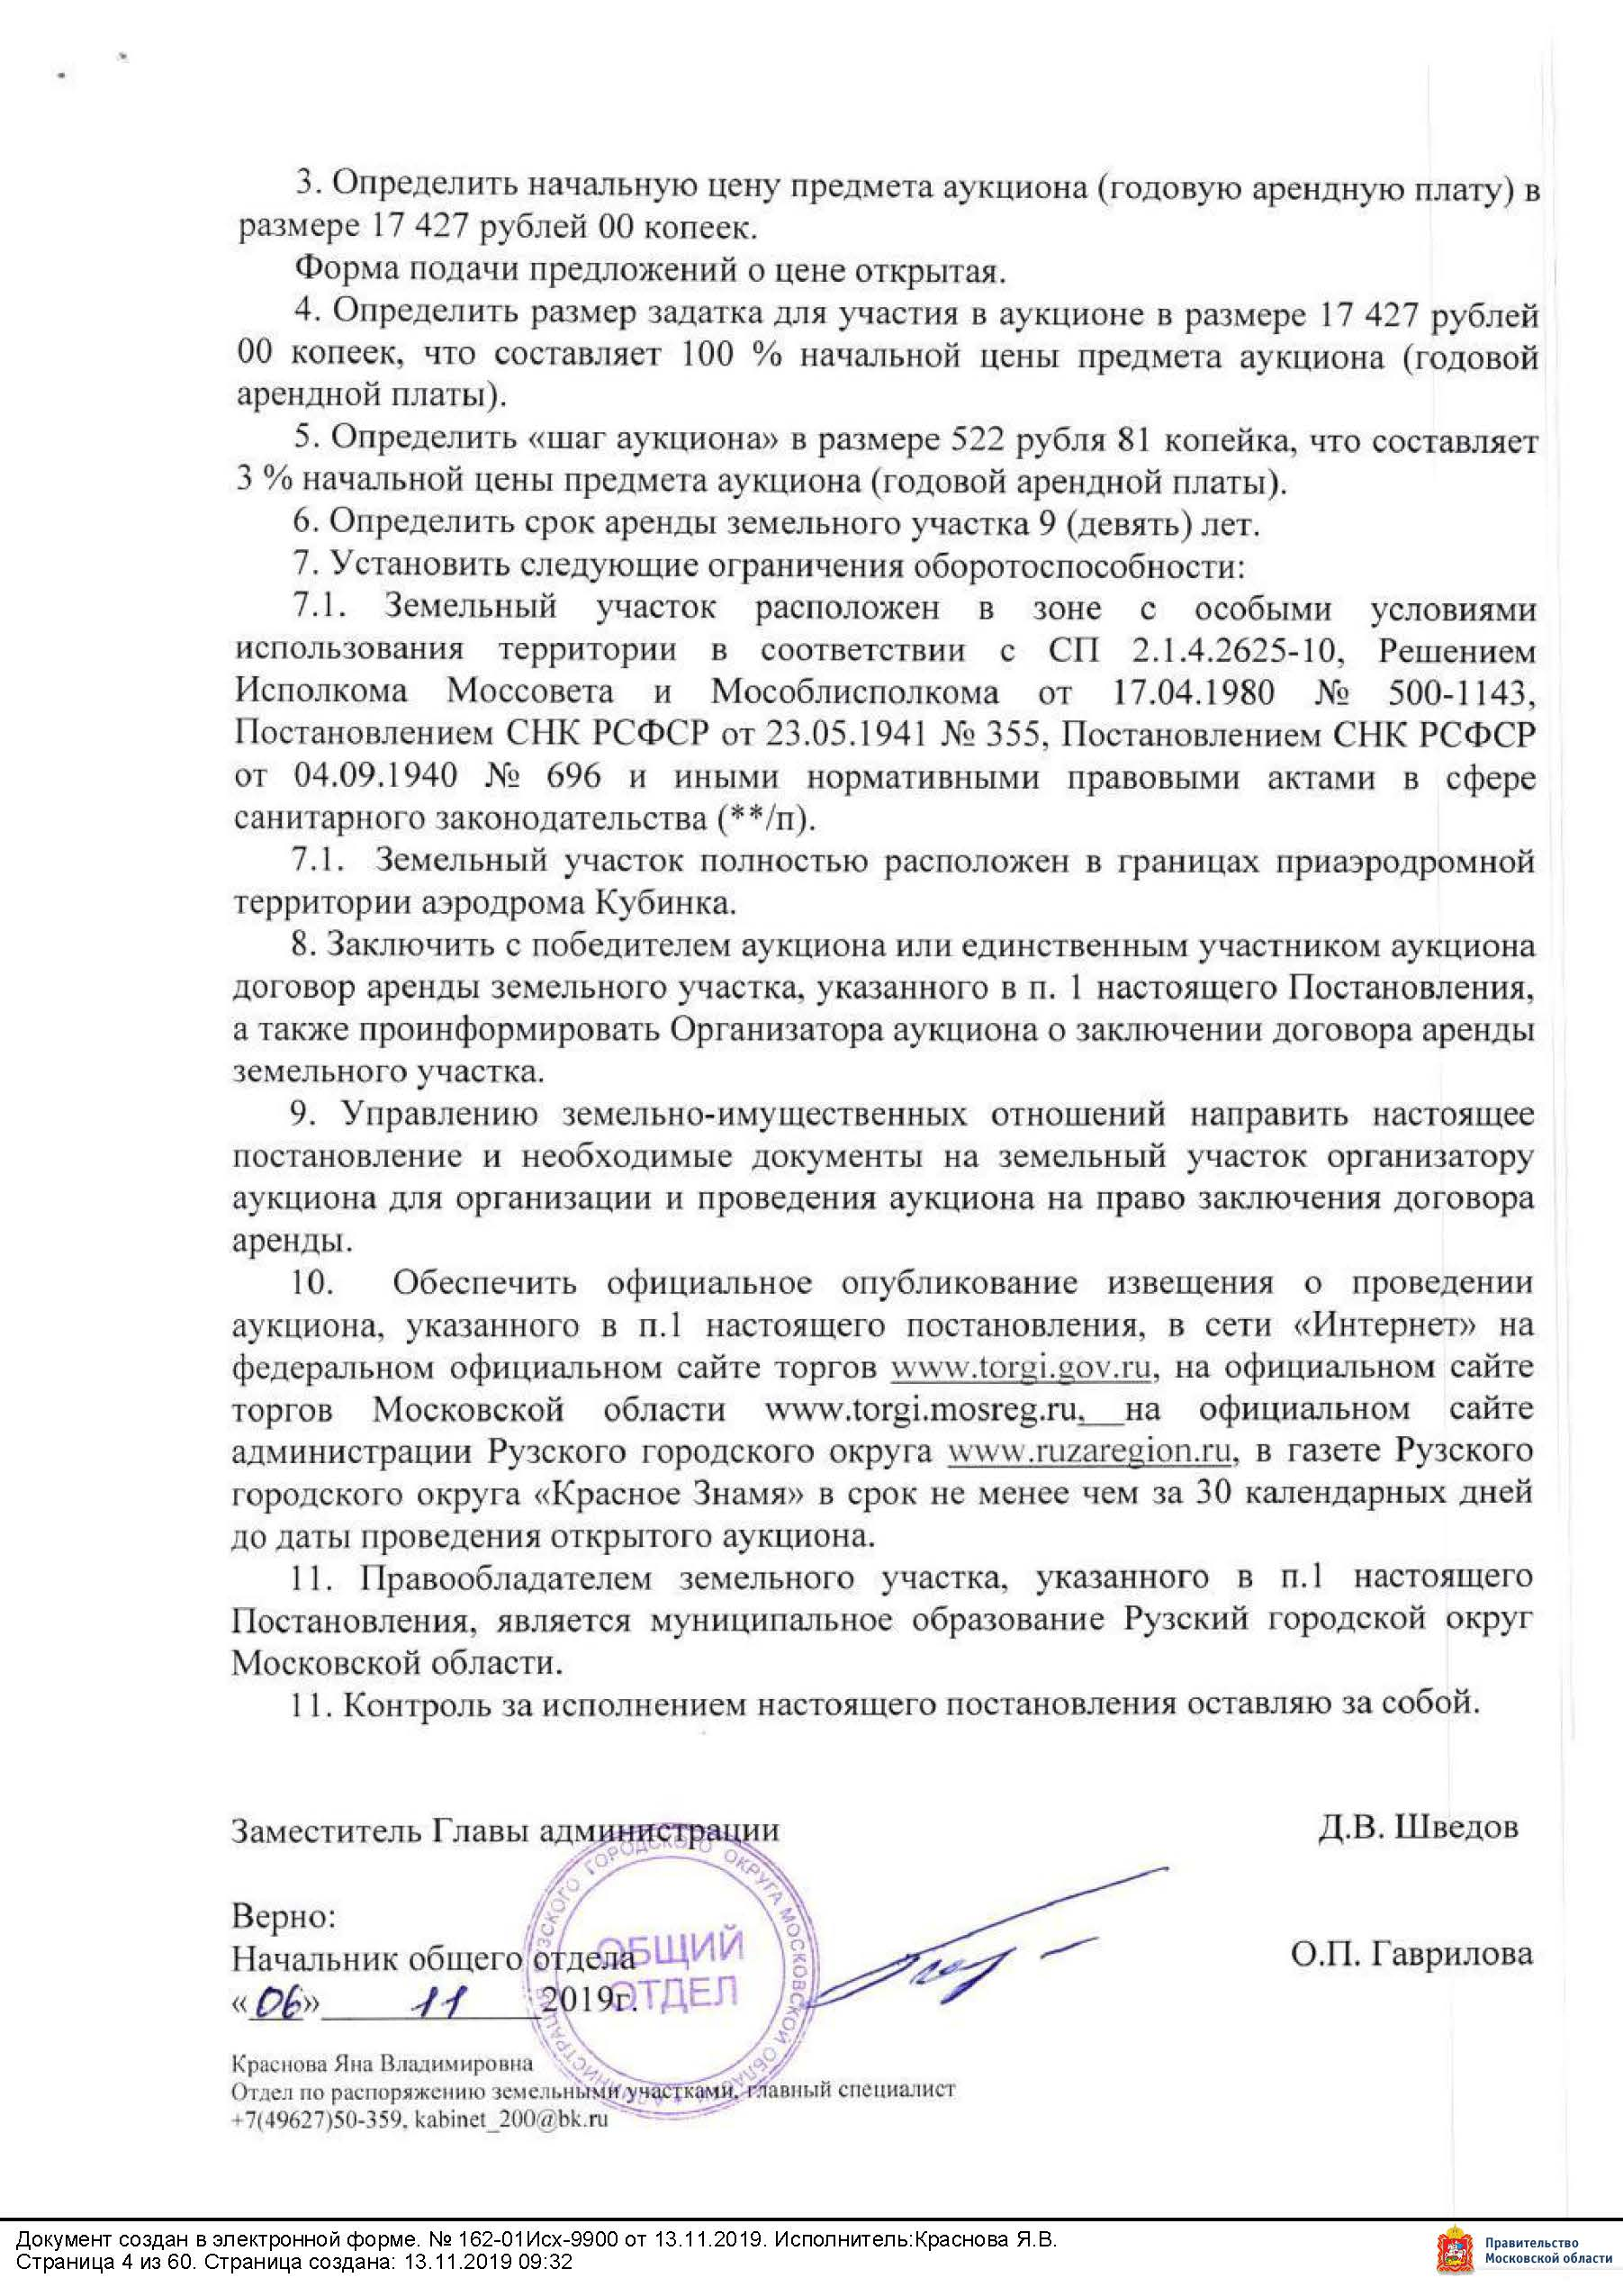 3. Определить начальную цену предмета аукциона (годовую арендную плату) в
размере 17 427 рублей 00 копеек.
Форма подачи предложений о цене открытая.
4. Определить размер задатка для участия в аукционе в размере 17 427 рублей
00 копеек, что составляет 100 % начальной цены предмета аукциона (годовой
арендной платы).
5. Определить «шаг аукциона» в размере 522 рубля 81 копейка, что составляет
3 % начальной цены предмета аукциона (годовой арендной платы).
6. Определить срок аренды земельного участка 9 (девять) лет.
7. Установить следующие ограничения оборотоспособности:
7.1. Земельный участок расположен в зоне с особыми условиями
использования территории в соответствии с СП 2.1.4.2625-10, Решением
Исполкома Моссовета и Мособлисполкома от 17.04.1980 № 500-1143,
Постановлением СНК РСФСР от 23.05.1941 № 355, Постановлением СНК РСФСР
от 04.09.1940 № 696 и иными нормативными правовыми актами в сфере
санитарного законодательства (**/п).
7.1. Земельный участок полностью расположен в границах приаэродромной
территории аэродрома Кубинка.
8. Заключить с победителем аукциона или единственным участником аукциона
договор аренды земельного участка, указанного в п. 1 настоящего Постановления,
а также проинформировать Организатора аукциона о заключении договора аренды
земельного участка.
9. Управлению земельно-имущественных отношений направить настоящее
постановление и необходимые документы на земельный участок организатору
аукциона для организации и проведения аукциона на право заключения договора
аренды.
10. Обеспечить официальное опубликование извещения о проведении
аукциона, указанного в п.1 настоящего постановления, в сети «Интернет» на
федеральном официальном сайте торгов www.torgi.gov.ru, на официальном сайте
торгов Московской области www.torgi.mosreg.ru, на официальном сайте
администрации Рузского городского округа www.ruzaregion.ru, в газете Рузского
городского округа «Красное Знамя» в срок не менее чем за 30 календарных дней
до даты проведения открытого аукциона.
11. Правообладателем земельного участка, указанного в п.1 настоящего
Постановления, является муниципальное образование Рузский городской округ
Московской области.
11. Контроль за исполнением настоящего постановления оставляю за собой.
Заместитель Главы администрации Д.В. Шведов
Верно:
Начальник общего отдела О.П. Гаврилова
«06» 11 2019г.
АДМИНИСТРАЦИЯ РУЗСКОГО ГОРОДСКОГО ОКРУГА МОСКОВСКОЙ ОБЛАСТИ
ОБЩИЙ
ОТДЕЛ
Краснова Яна Владимировна
Отдел по распоряжению земельными участками, главный специалист
+7(49627)50-359, kabinet_200@bk.ru
Документ создан в электронной форме. № 162-01Исх-9900 от 13.11.2019. Исполнитель:Краснова Я.В.
Страница 4 из 60. Страница создана: 13.11.2019 09:32
Правительство
Московской области